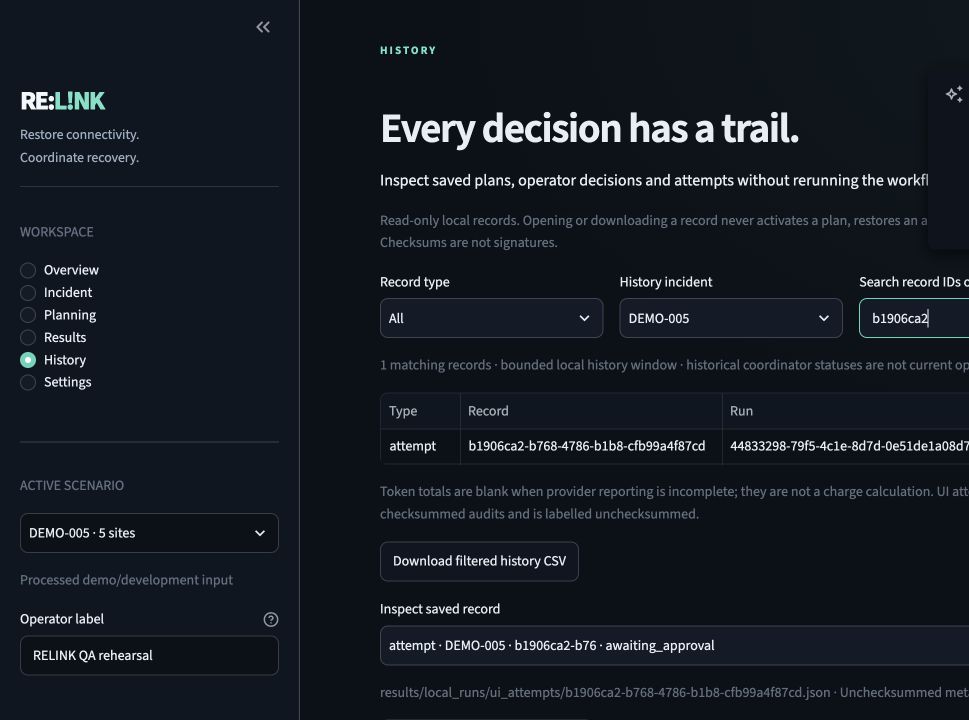 RE:L!NK
Restore connectivity.
Coordinate recovery.
WORKSPACE
Overview
Incident
Planning
Results
History
Settings
ACTIVE SCENARIO
DEMO-005 · 5 sites
Processed demo/development input
Operator label
RELINK QA rehearsal
HISTORY
Every decision has a trail.
Inspect saved plans, operator decisions and attempts without rerunning the workfl
Read-only local records. Opening or downloading a record never activates a plan, restores an a
Checksums are not signatures.
Record type
History incident
Search record IDs o
All
DEMO-005
b1906ca2
1 matching records · bounded local history window · historical coordinator statuses are not current op
Type
Record
Run
attempt
b1906ca2-b768-4786-b1b8-cfb99a4f87cd
44833298-79f5-4c1e-8d7d-0e51de1a08d7
Token totals are blank when provider reporting is incomplete; they are not a charge calculation. UI att
checksummed audits and is labelled unchecksummed.
Download filtered history CSV
Inspect saved record
attempt · DEMO-005 · b1906ca2-b76 · awaiting_approval
results/local_runs/ui_attempts/b1906ca2-b768-4786-b1b8-cfb99a4f87cd.json · Unchecksummed met